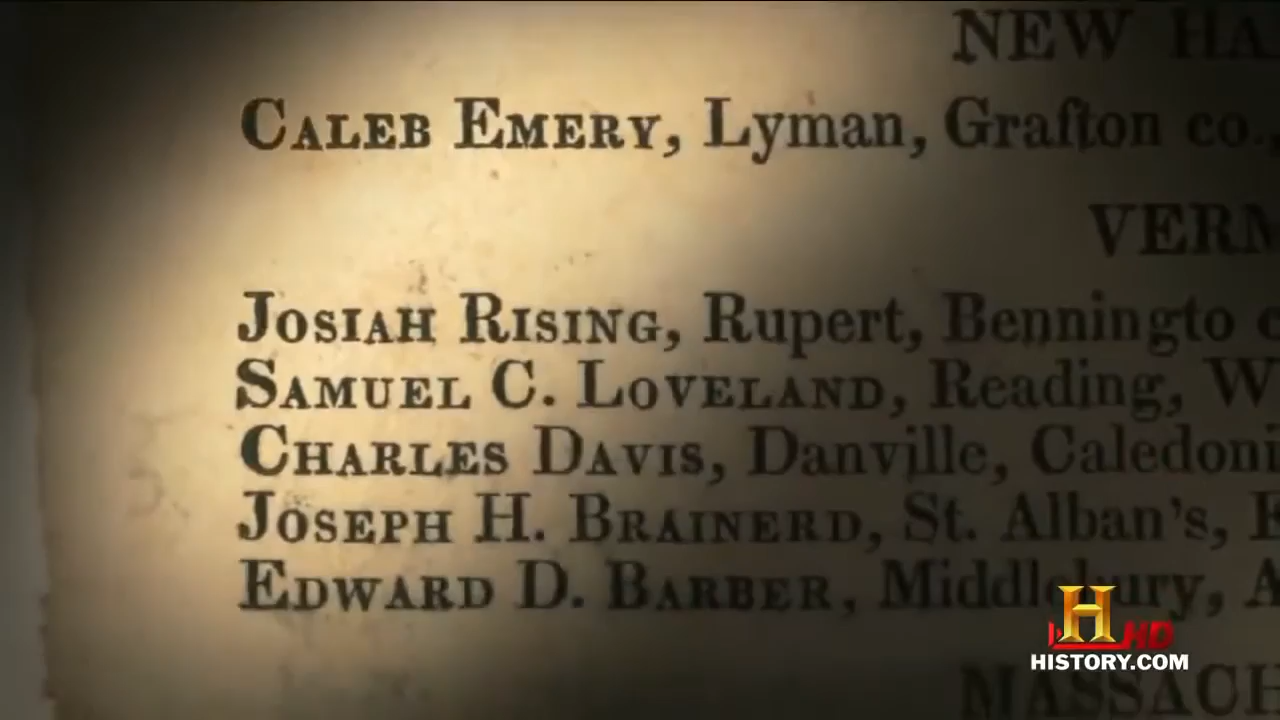 NEW HA
CALEB EMERY, Lyman, Grafton co.,
VERM
JOSIAH RISING, Rupert, Benningto c
SAMUEL C. LOVELAND, Reading, W
CHARLES DAVIS, Danville, Caledoni
JOSEPH H. BRAINERD, St. Alban's, E
EDWARD D. BARBER, Middlebury, A
H HD
HISTORY.COM
MASSACH